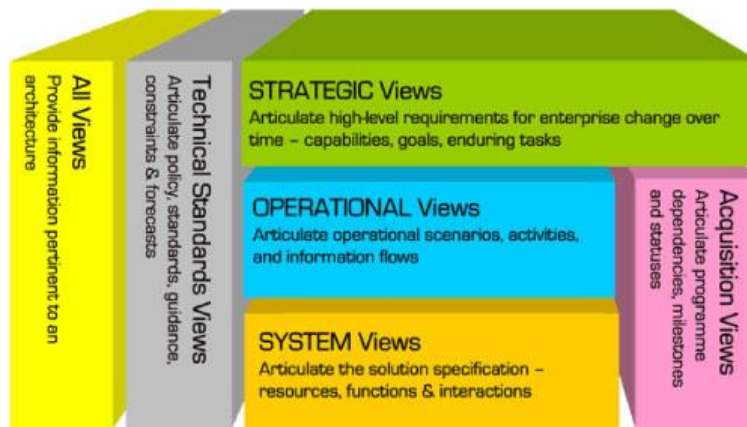 All Views
Provide information pertinent to an
architecture
Technical Standards Views
Articulate policy, standards, guidance,
constraints & forecasts
STRATEGIC Views
Articulate high-level requirements for enterprise change over
time – capabilities, goals, enduring tasks
OPERATIONAL Views
Articulate operational scenarios, activities,
and information flows
SYSTEM Views
Articulate the solution specification –
resources, functions & interactions
Acquisition Views
Articulate programme
dependencies, milestones
and statuses